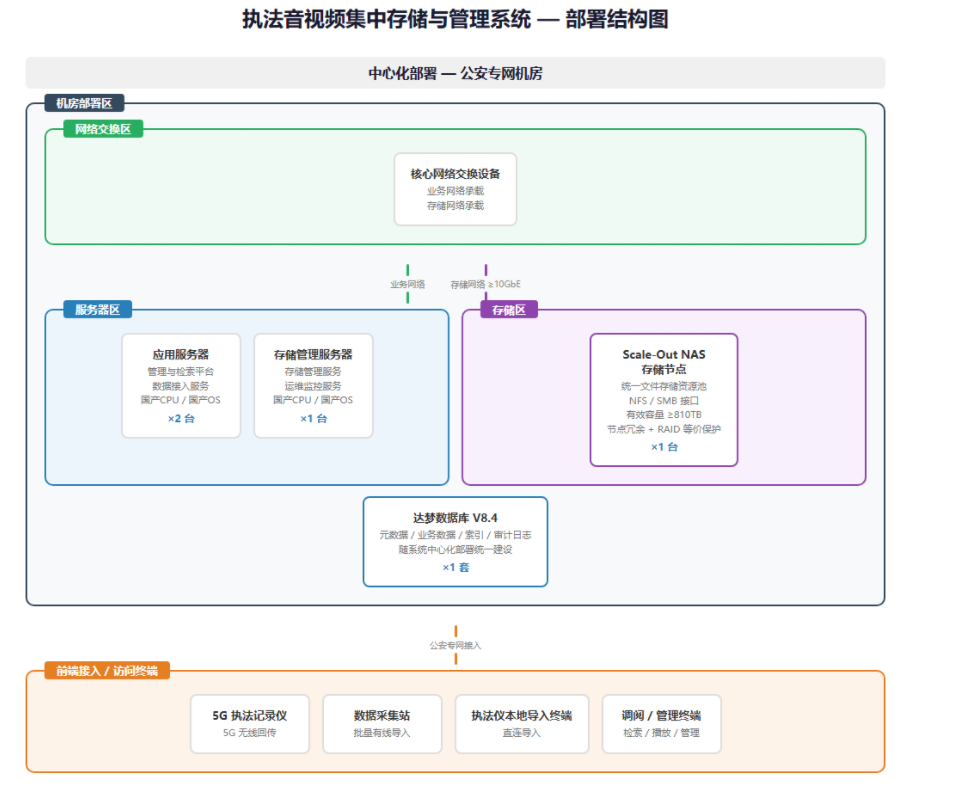 执法音视频集中存储与管理系统 — 部署结构图
中心化部署 — 公安专网机房
机房部署区
网络交换区
核心网络交换设备
业务网络承载
存储网络承载
业务网络
存储网络 ≥10GbE
服务器区
应用服务器
管理与检索平台
数据接入服务
国产CPU / 国产OS
×2 台
存储管理服务器
存储管理服务
运维监控服务
国产CPU / 国产OS
×1 台
存储区
Scale-Out NAS
存储节点
统一文件存储资源池
NFS / SMB 接口
有效容量 ≥810TB
节点冗余 + RAID 等价保护
×1 台
达梦数据库 V8.4
元数据 / 业务数据 / 索引 / 审计日志
随系统中心化部署统一建设
×1 套
公安专网接入
前端接入 / 访问终端
5G 执法记录仪
5G 无线回传
数据采集站
批量有线导入
执法仪本地导入终端
直连导入
调阅 / 管理终端
检索 / 播放 / 管理